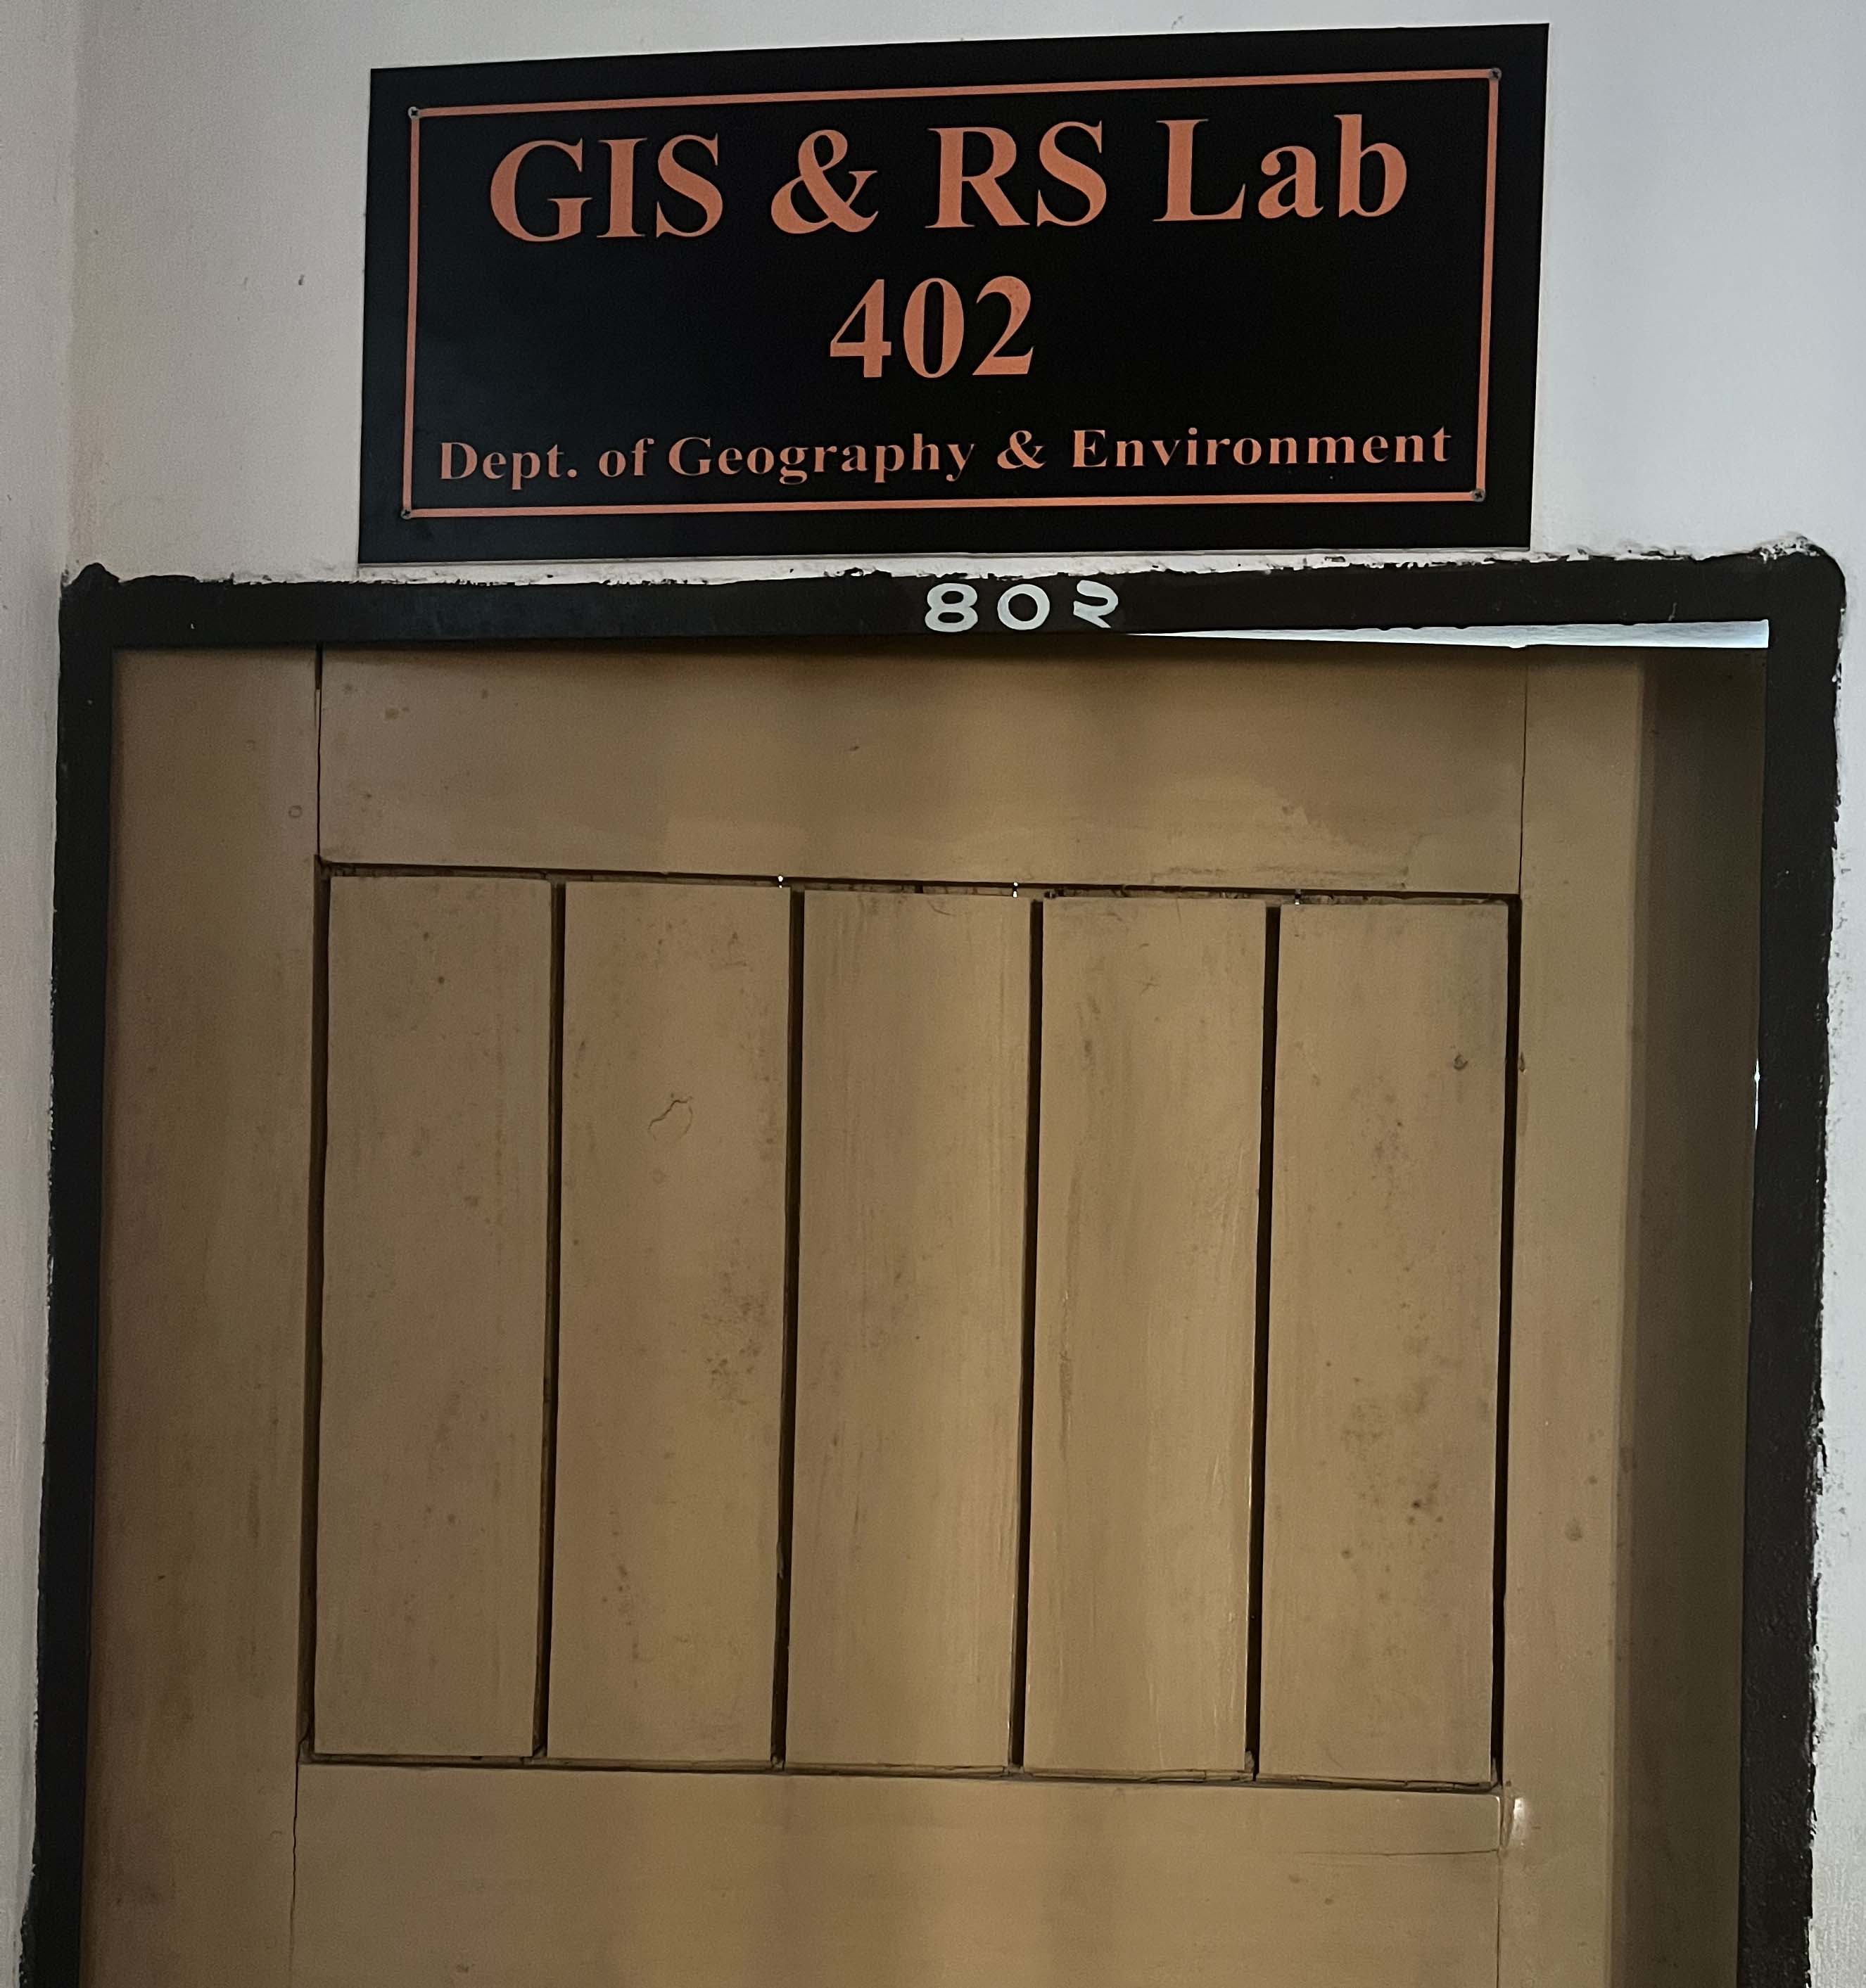 GIS & RS Lab
402
Dept. of Geography & Environment
৪০২